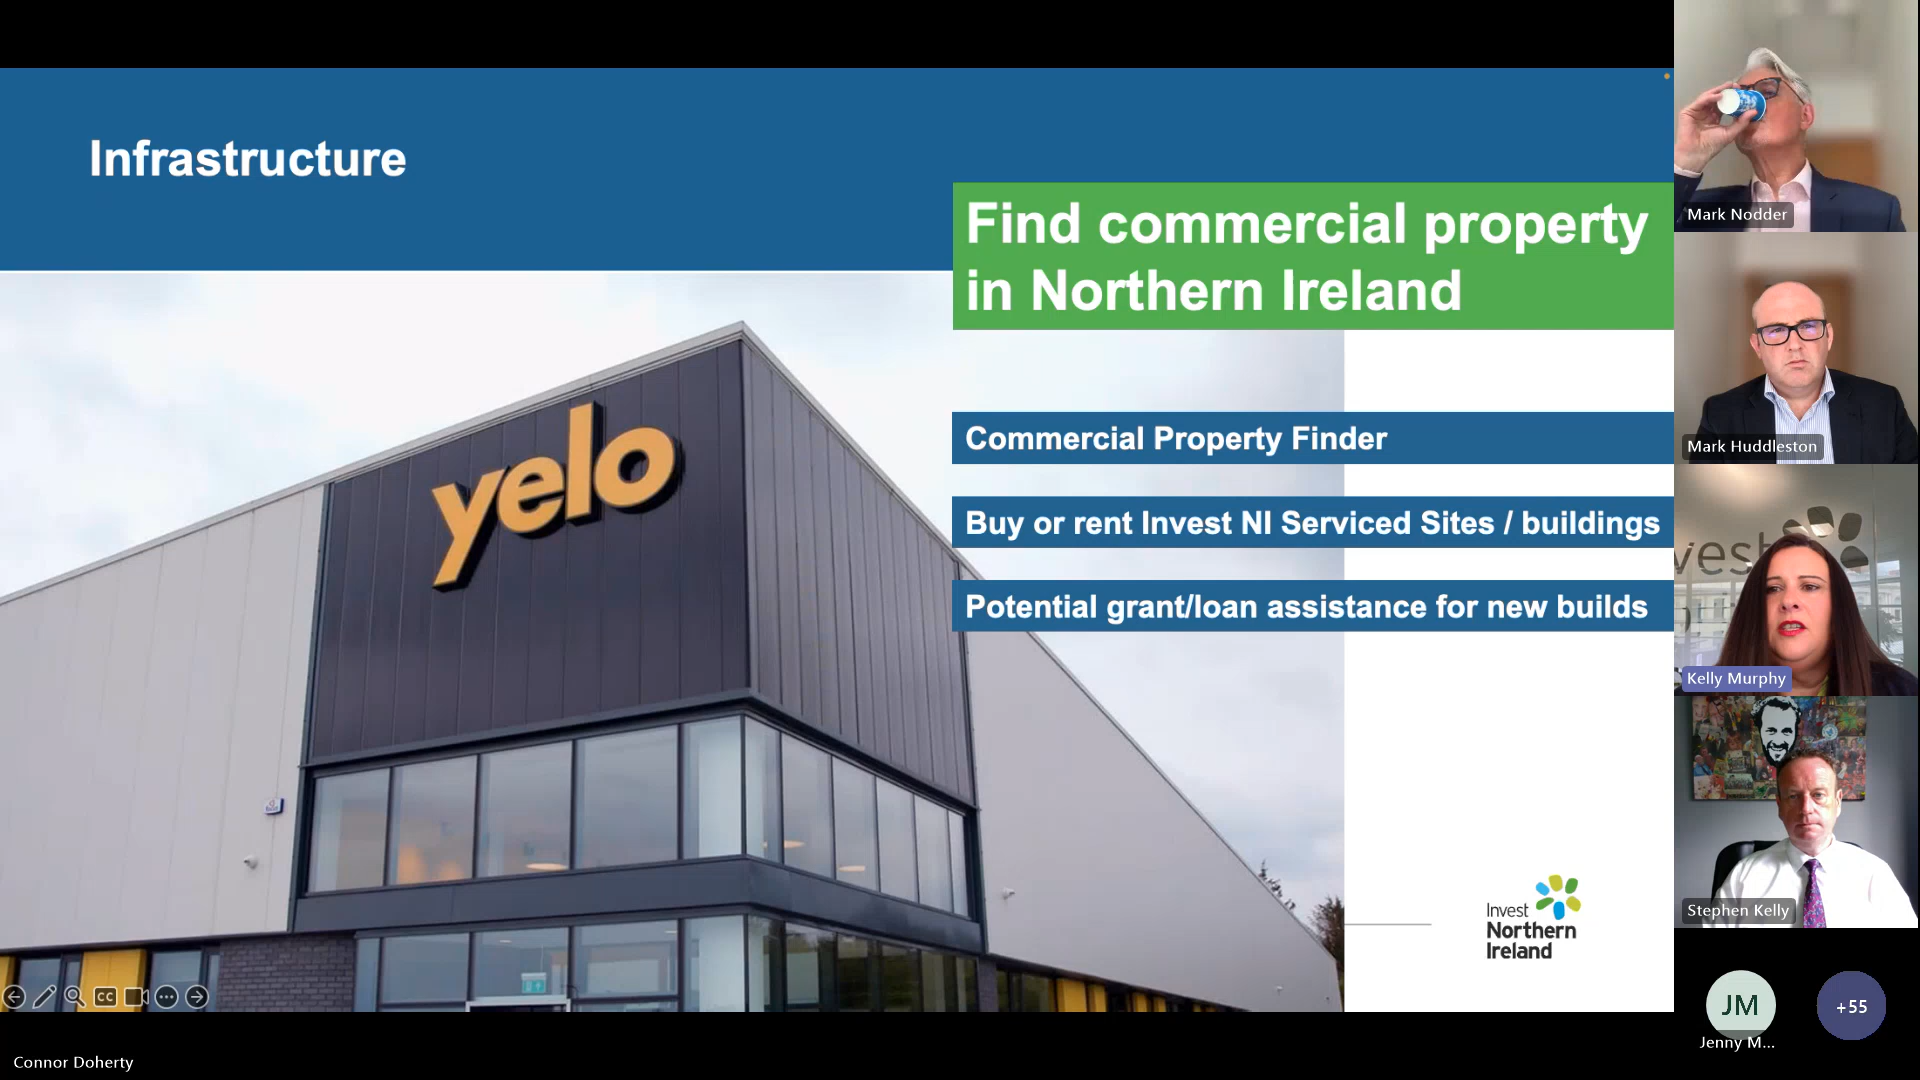 Infrastructure
Find commercial property
in Northern Ireland
yelo
Commercial Property Finder
Buy or rent Invest NI Serviced Sites / buildings
Potential grant/loan assistance for new builds
Invest
Northern
Ireland
CC
Connor Doherty
Mark Nodder
Mark Huddleston
vest
Kelly Murphy
Stephen Kelly
JM
+55
Jenny M...